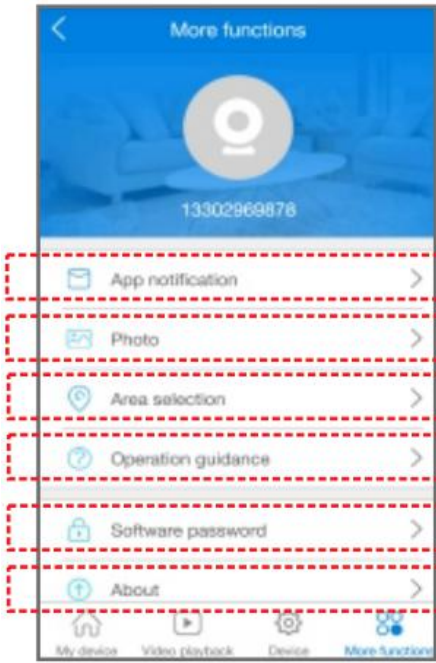 More functions
13302969878
App notification
Photo
Area selection
Operation guidance
Software password
About
My device Video playback Device More functions